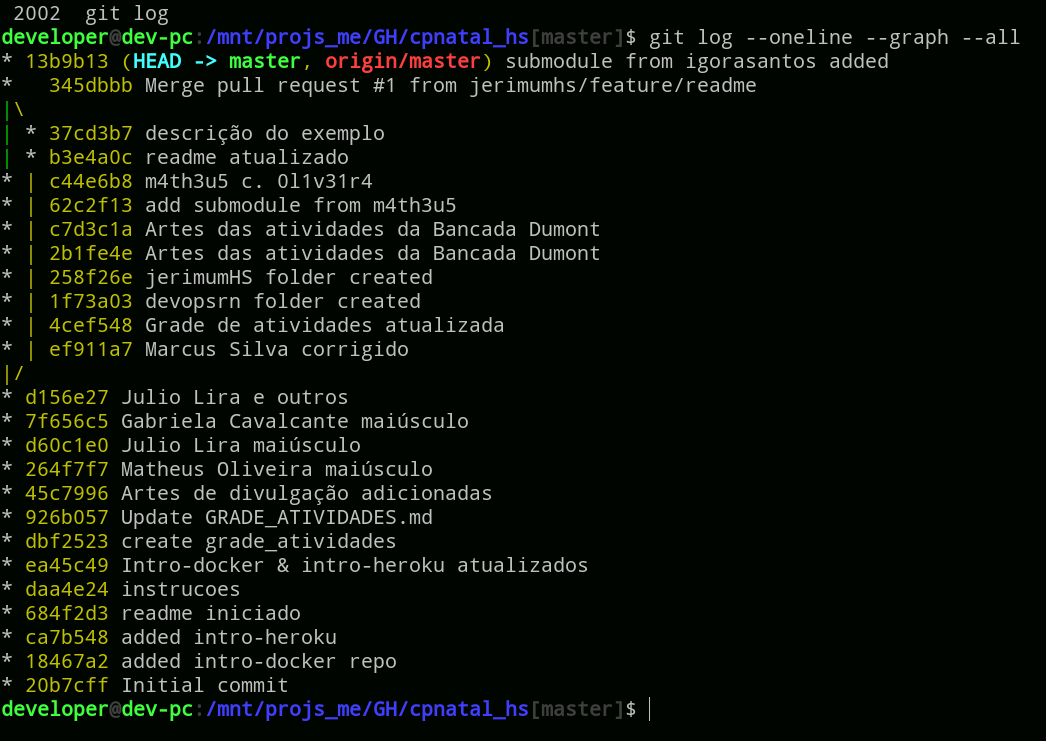 2002  git log
developer@dev-pc:/mnt/projs_me/GH/cpnatal_hs[master]$ git log --oneline --graph --all
* 13b9b13 (HEAD -> master, origin/master) submodule from igorasantos added
*   345dbbb Merge pull request #1 from jerimumhs/feature/readme
|\
| * 37cd3b7 descrição do exemplo
| * b3e4a0c readme atualizado
* | c44e6b8 m4th3u5 c. 0l1v31r4
* | 62c2f13 add submodule from m4th3u5
* | c7d3c1a Artes das atividades da Bancada Dumont
* | 2b1fe4e Artes das atividades da Bancada Dumont
* | 258f26e jerimumHS folder created
* | 1f73a03 devopsrn folder created
* | 4cef548 Grade de atividades atualizada
* | ef911a7 Marcus Silva corrigido
|/
* d156e27 Julio Lira e outros
* 7f656c5 Gabriela Cavalcante maiúsculo
* d60c1e0 Julio Lira maiúsculo
* 264f7f7 Matheus Oliveira maiúsculo
* 45c7996 Artes de divulgação adicionadas
* 926b057 Update GRADE_ATIVIDADES.md
* dbf2523 create grade_atividades
* ea45c49 Intro-docker & intro-heroku atualizados
* daa4e24 instrucoes
* 684f2d3 readme iniciado
* ca7b548 added intro-heroku
* 18467a2 added intro-docker repo
* 20b7cff Initial commit
developer@dev-pc:/mnt/projs_me/GH/cpnatal_hs[master]$